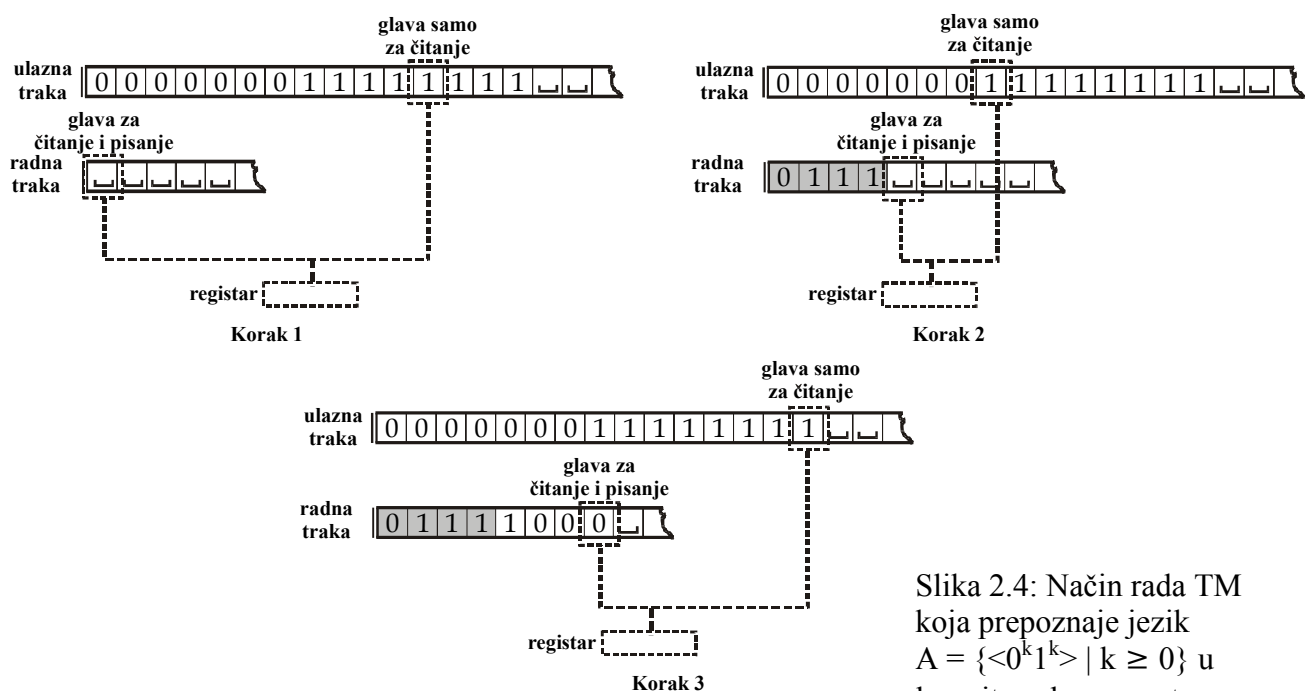 glava samo
za čitanje
ulazna
traka
0 0 0 0 0 0 0 1 1 1 1 1 1 1 1 ␣ ␣
glava za
čitanje i pisanje
radna
traka
␣ ␣ ␣ ␣ ␣
registar
Korak 1
glava samo
za čitanje
ulazna
traka
0 0 0 0 0 0 0 1 1 1 1 1 1 1 1 ␣ ␣
glava za
čitanje i pisanje
radna
traka
0 1 1 1 ␣ ␣ ␣ ␣ ␣
registar
Korak 2
glava samo
za čitanje
ulazna
traka
0 0 0 0 0 0 0 1 1 1 1 1 1 1 1 ␣ ␣
glava za
čitanje i pisanje
radna
traka
0 1 1 1 1 0 0 0 ␣
registar
Korak 3
Slika 2.4: Način rada TM
koja prepoznaje jezik
A = {<0^k1^k> | k ≥ 0} u